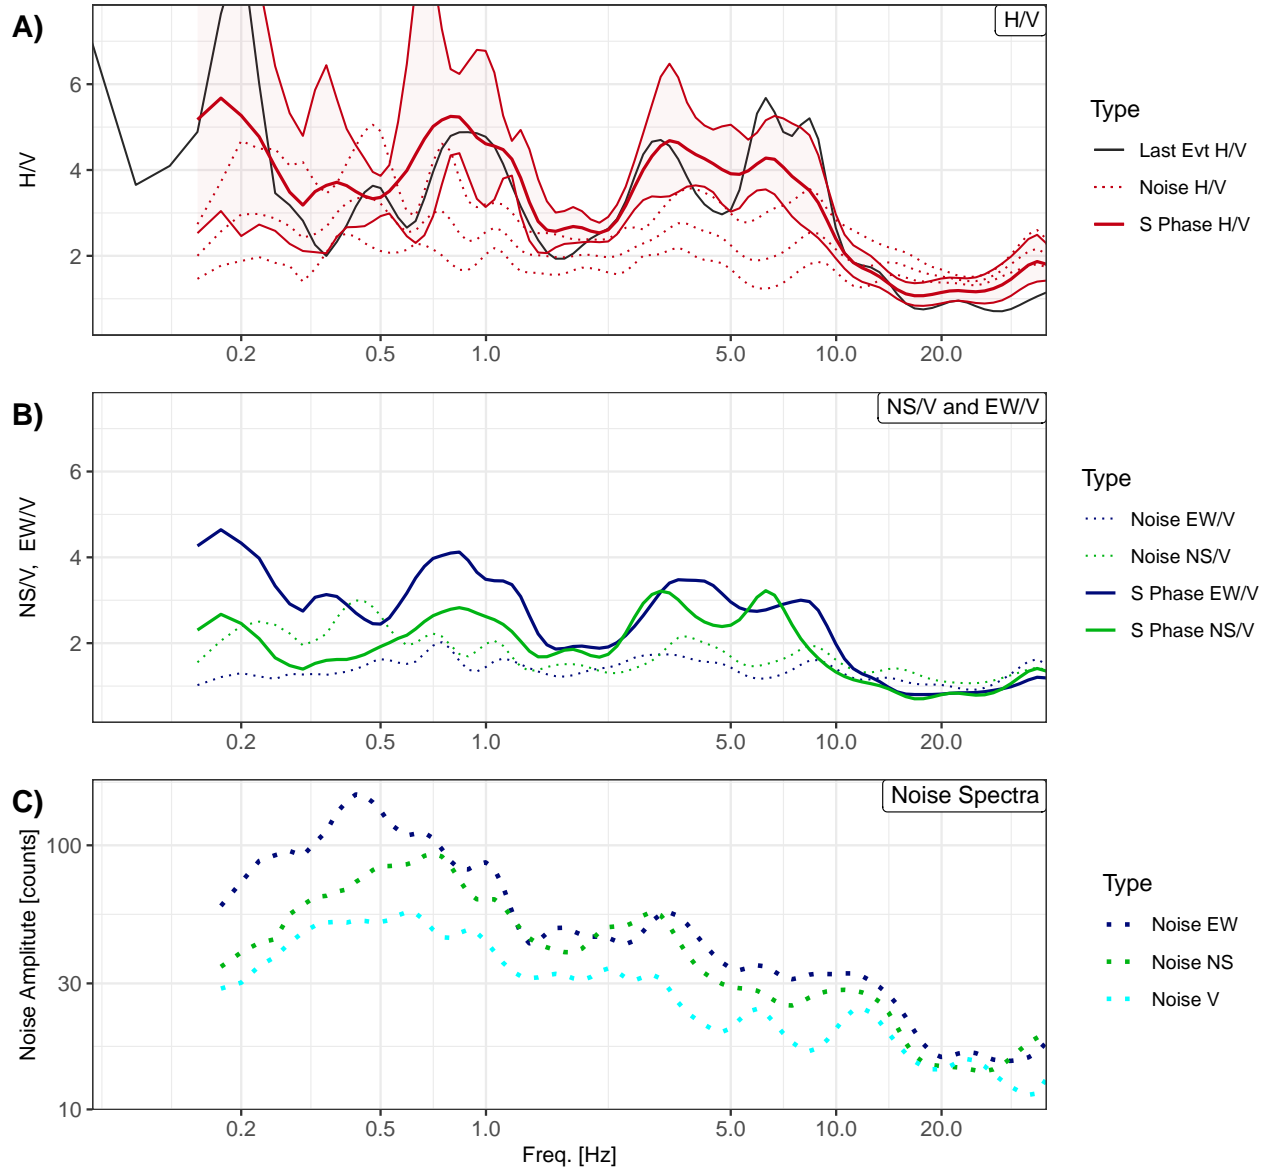 A)
H/V
H/V
6
4
2
0.2 0.5 1.0 5.0 10.0 20.0
Type
Last Evt H/V
Noise H/V
S Phase H/V
B)
NS/V and EW/V
NS/V, EW/V
6
4
2
0.2 0.5 1.0 5.0 10.0 20.0
Type
Noise EW/V
Noise NS/V
S Phase EW/V
S Phase NS/V
C)
Noise Spectra
Noise Amplitute [counts]
100
30
10
0.2 0.5 1.0 5.0 10.0 20.0
Freq. [Hz]
Type
Noise EW
Noise NS
Noise V